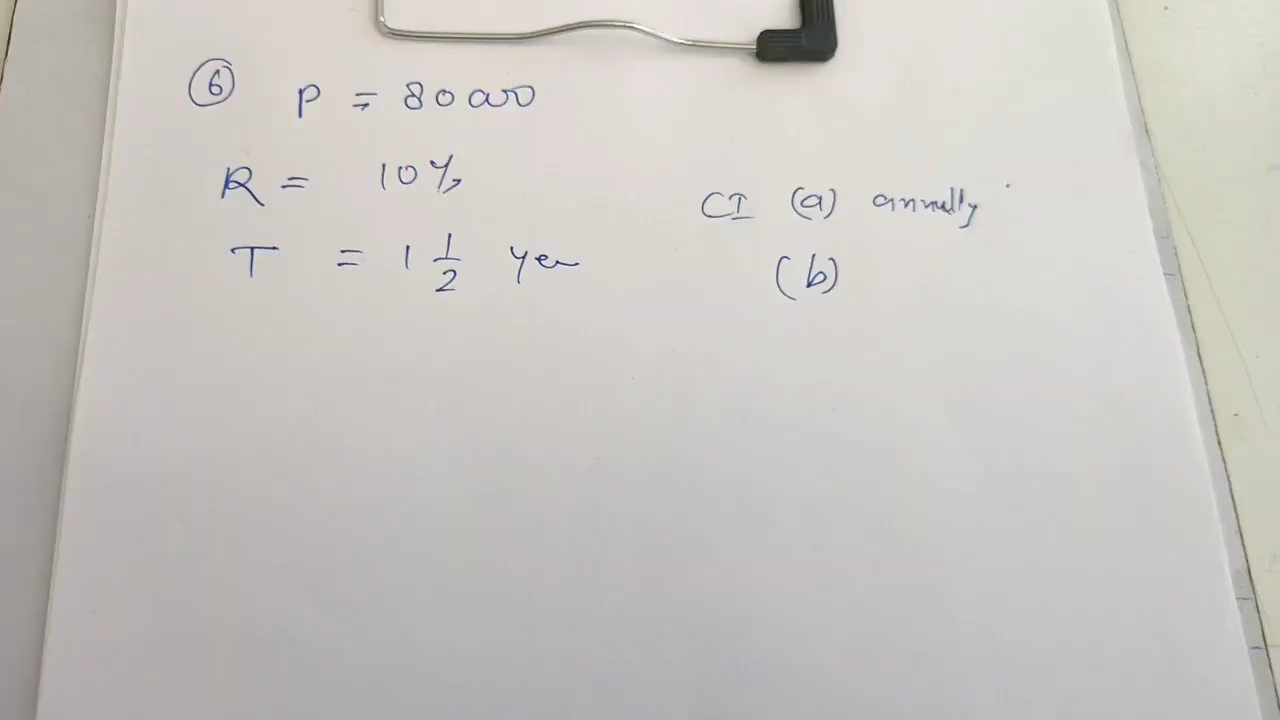 ⑥ P = 80000
R = 10%
T = 1 1/2 year
CI (a) annually
(b)